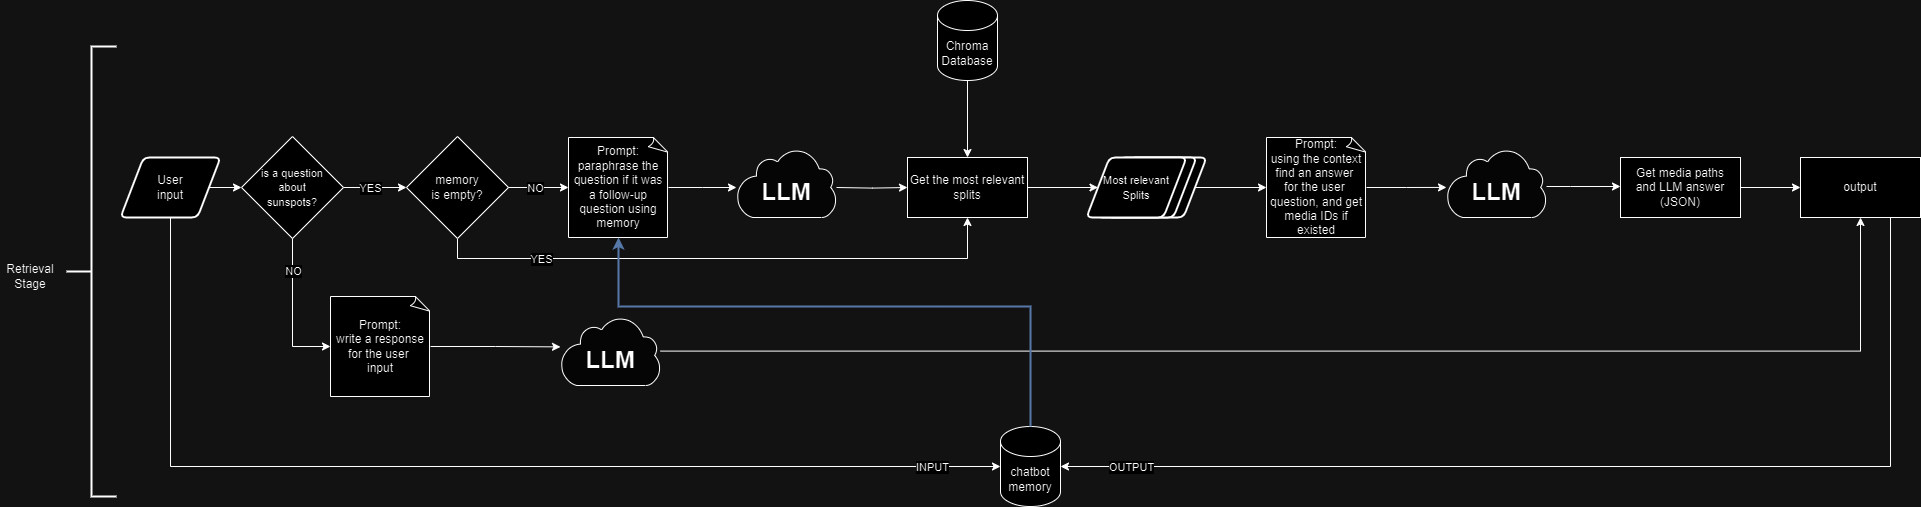 Chroma
Database
User
input
is a question
about
sunspots?
YES
memory
is empty?
NO
Prompt:
paraphrase the
question if it was
a follow-up
question using
memory
LLM
Get the most relevant
splits
Most relevant
Splits
Prompt:
using the context
find an answer
for the user
question, and get
media IDs if
existed
LLM
Get media paths
and LLM answer
(JSON)
output
YES
NO
Retrieval
Stage
Prompt:
write a response
for the user
input
LLM
INPUT
chatbot
memory
OUTPUT